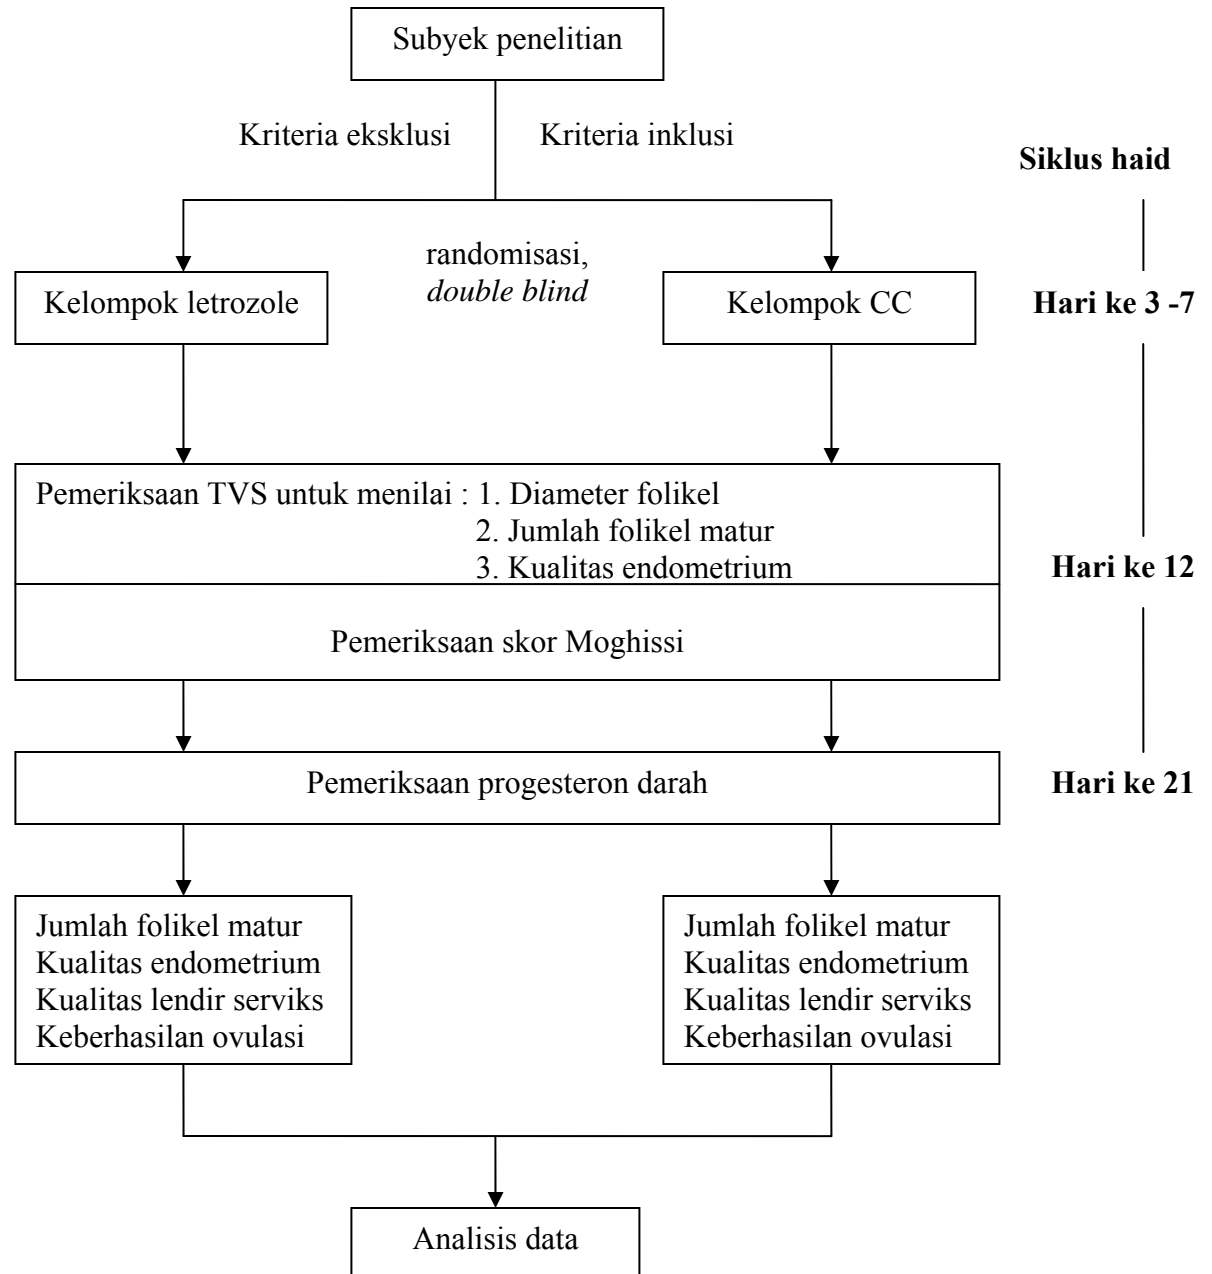 Subyek penelitian
Kriteria eksklusi
Kriteria inklusi
Siklus haid
randomisasi,
double blind
Kelompok letrozole
Kelompok CC
Hari ke 3 -7
Pemeriksaan TVS untuk menilai : 1. Diameter folikel
2. Jumlah folikel matur
3. Kualitas endometrium
Hari ke 12
Pemeriksaan skor Moghissi
Pemeriksaan progesteron darah
Hari ke 21
Jumlah folikel matur
Kualitas endometrium
Kualitas lendir serviks
Keberhasilan ovulasi
Jumlah folikel matur
Kualitas endometrium
Kualitas lendir serviks
Keberhasilan ovulasi
Analisis data